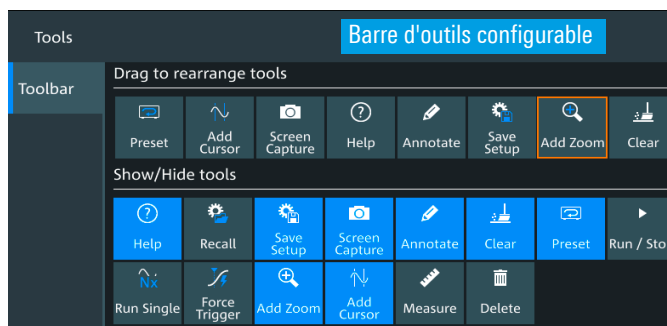 Tools
Barre d'outils configurable
Toolbar
Drag to rearrange tools
Preset
Add
Cursor
Screen
Capture
Help
Annotate
Save
Setup
Add Zoom
Clear
Show/Hide tools
Help
Recall
Save
Setup
Screen
Capture
Annotate
Clear
Preset
Run / Sto
Nx
Run Single
Force
Trigger
Add Zoom
Add
Cursor
Measure
Delete